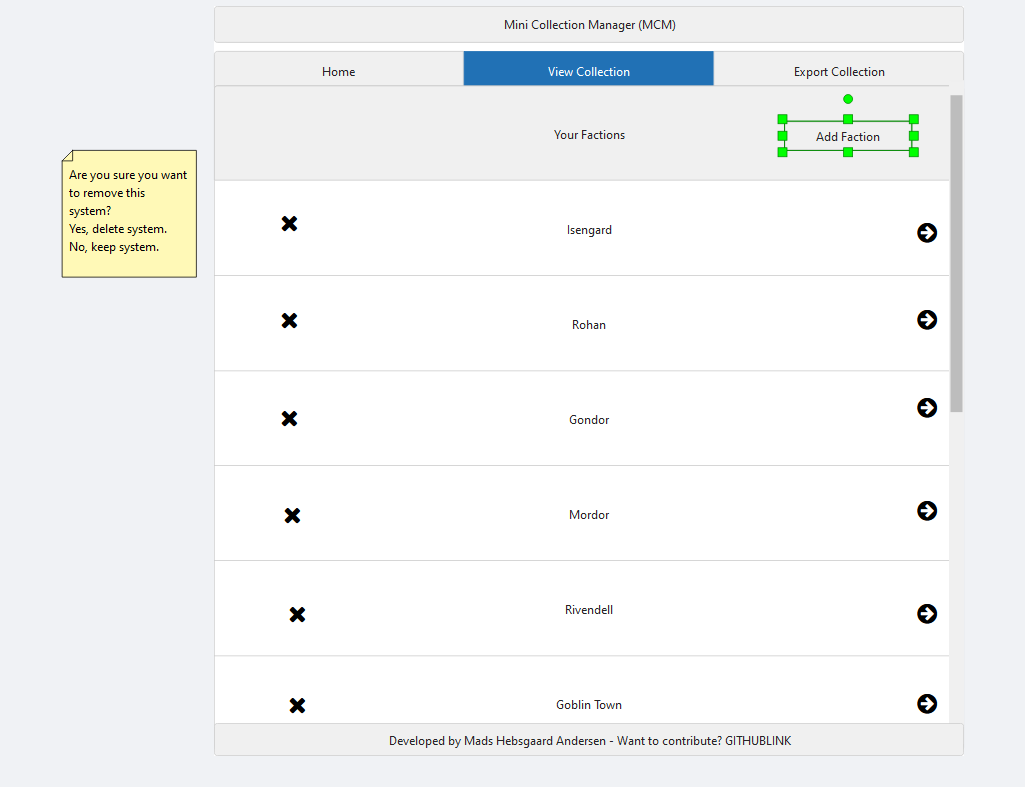 Mini Collection Manager (MCM)
Home
View Collection
Export Collection
Your Factions
Add Faction
Are you sure you want
to remove this
system?
Yes, delete system.
No, keep system.
Isengard
Rohan
Gondor
Mordor
Rivendell
Goblin Town
Developed by Mads Hebsgaard Andersen - Want to contribute? GITHUBLINK